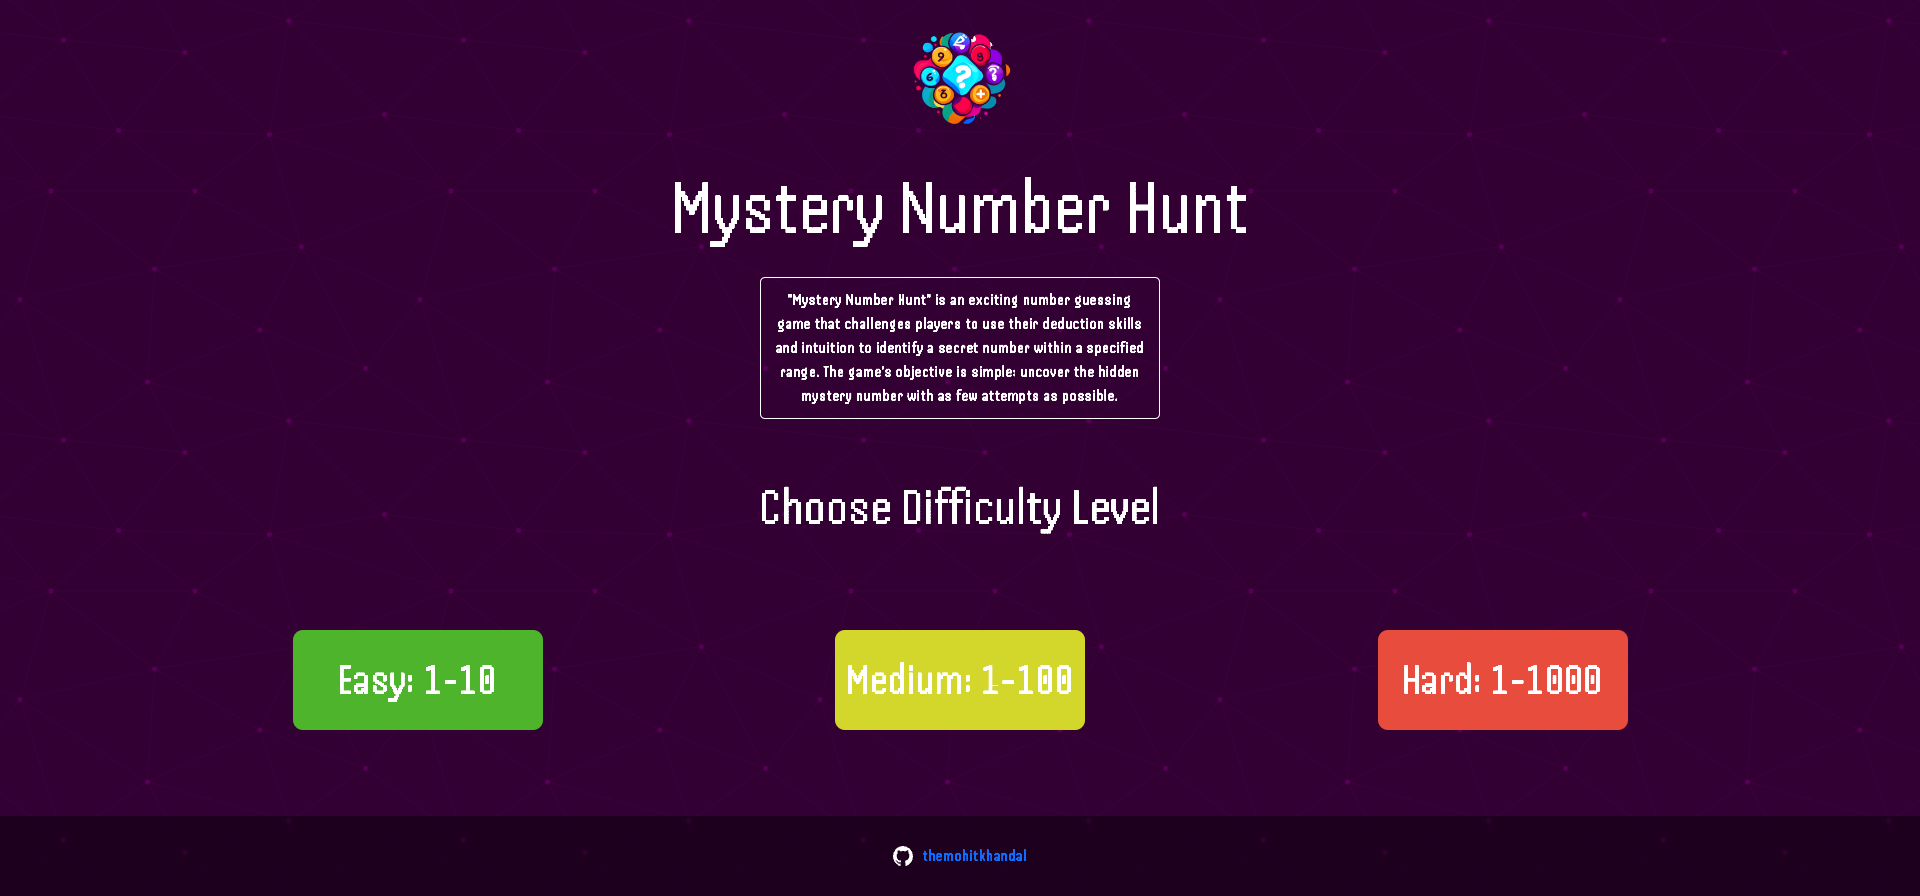 Mystery Number Hunt
"Mystery Number Hunt" is an exciting number guessing
game that challenges players to use their deduction skills
and intuition to identify a secret number within a specified
range. The game's objective is simple: uncover the hidden
mystery number with as few attempts as possible.
Choose Difficulty Level
Easy: 1-10
Medium: 1-100
Hard: 1-1000
themohitkhandal